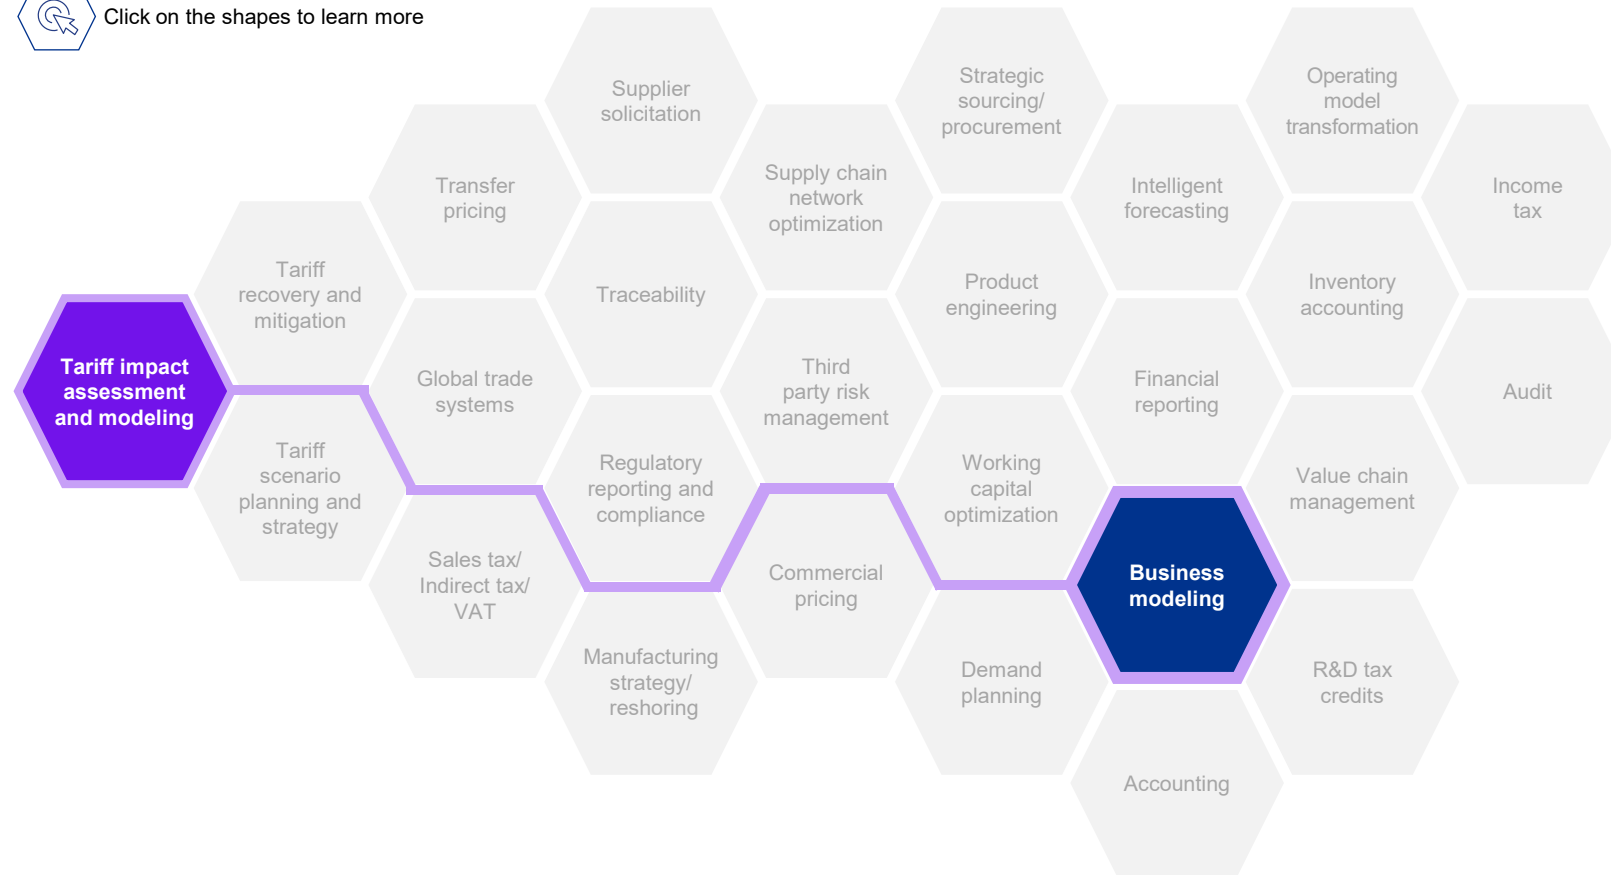 Click on the shapes to learn more
Tariff impact
assessment
and modeling
Tariff
recovery and
mitigation
Tariff
scenario
planning and
strategy
Transfer
pricing
Global trade
systems
Sales tax/
Indirect tax/
VAT
Supplier
solicitation
Traceability
Regulatory
reporting and
compliance
Manufacturing
strategy/
reshoring
Supply chain
network
optimization
Third
party risk
management
Commercial
pricing
Strategic
sourcing/
procurement
Product
engineering
Working
capital
optimization
Demand
planning
Intelligent
forecasting
Financial
reporting
Business
modeling
Accounting
Operating
model
transformation
Inventory
accounting
Value chain
management
R&D tax
credits
Income
tax
Audit